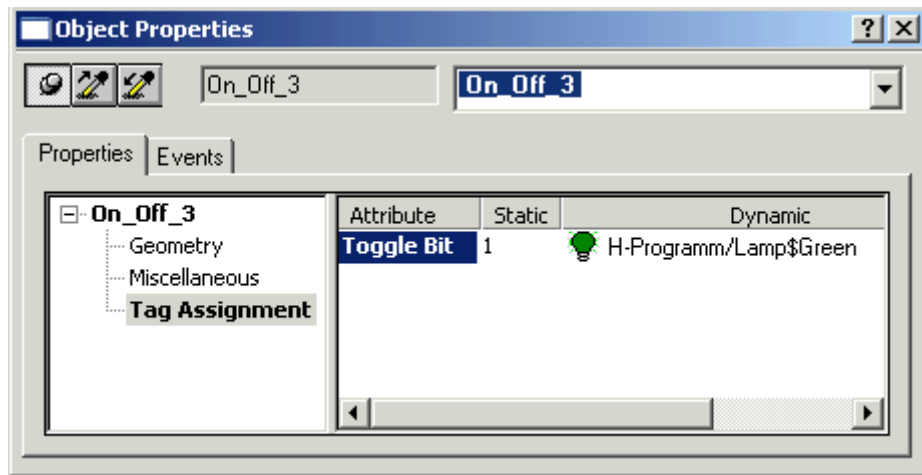 Object Properties
On_Off_3 On_Off_3
Properties Events
On_Off_3
Geometry
Miscellaneous
Tag Assignment
Attribute Static Dynamic
Toggle Bit 1 H-Programm/Lamp$Green